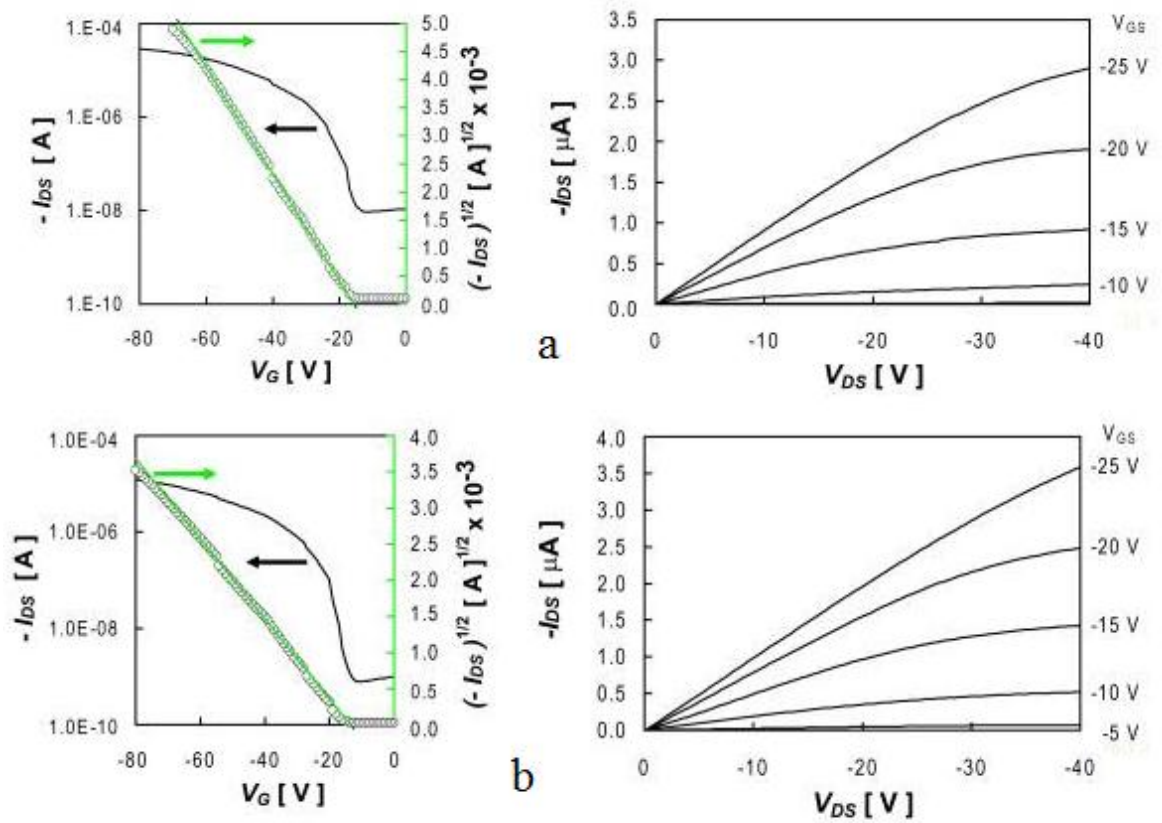 1.E-04
1.E-06
1.E-08
1.E-10
- IDS [ A ]
-80 -60 -40 -20 0
VG [ V ]
5.0
4.5
4.0
3.5
3.0
2.5
2.0
1.5
1.0
0.5
0.0
(- IDS )1/2 [ A ]1/2 x 10-3
3.5
3.0
2.5
2.0
1.5
1.0
0.5
0.0
-IDS [ μA ]
0 -10 -20 -30 -40
VDS [ V ]
VGS
-25 V
-20 V
-15 V
-10 V
a
1.0E-04
1.0E-06
1.0E-08
1.0E-10
- IDS [ A ]
-80 -60 -40 -20 0
VG [ V ]
4.0
3.5
3.0
2.5
2.0
1.5
1.0
0.5
0.0
(- IDS )1/2 [ A ]1/2 x 10-3
4.0
3.5
3.0
2.5
2.0
1.5
1.0
0.5
0.0
-IDS [ μA ]
0 -10 -20 -30 -40
VDS [ V ]
VGS
-25 V
-20 V
-15 V
-10 V
-5 V
b